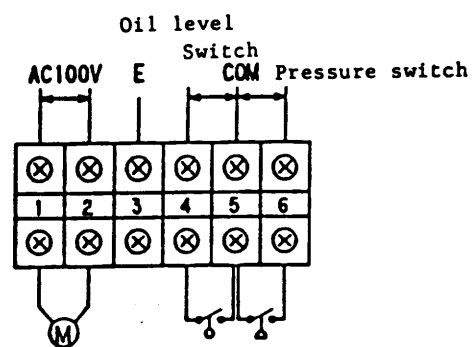 Oil level
Switch
AC100V E COM Pressure switch
1 2 3 4 5 6
M